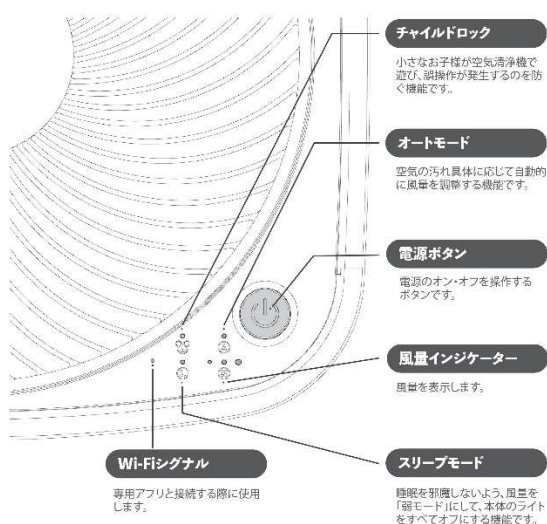 チャイルドロック
小さなお子様が空気清浄機で
遊び、誤操作が発生するのを防
ぐ機能です。
オートモード
空気の汚れ具体に応じて自動的
に風量を調整する機能です。
電源ボタン
電源のオン・オフを操作する
ボタンです。
風量インジケーター
風量を表示します。
Wi-Fiシグナル
専用アプリと接続する際に使用
します。
スリープモード
睡眠を邪魔しないよう、風量を
「弱モード」にして、本体のライト
をすべてオフにする機能です。